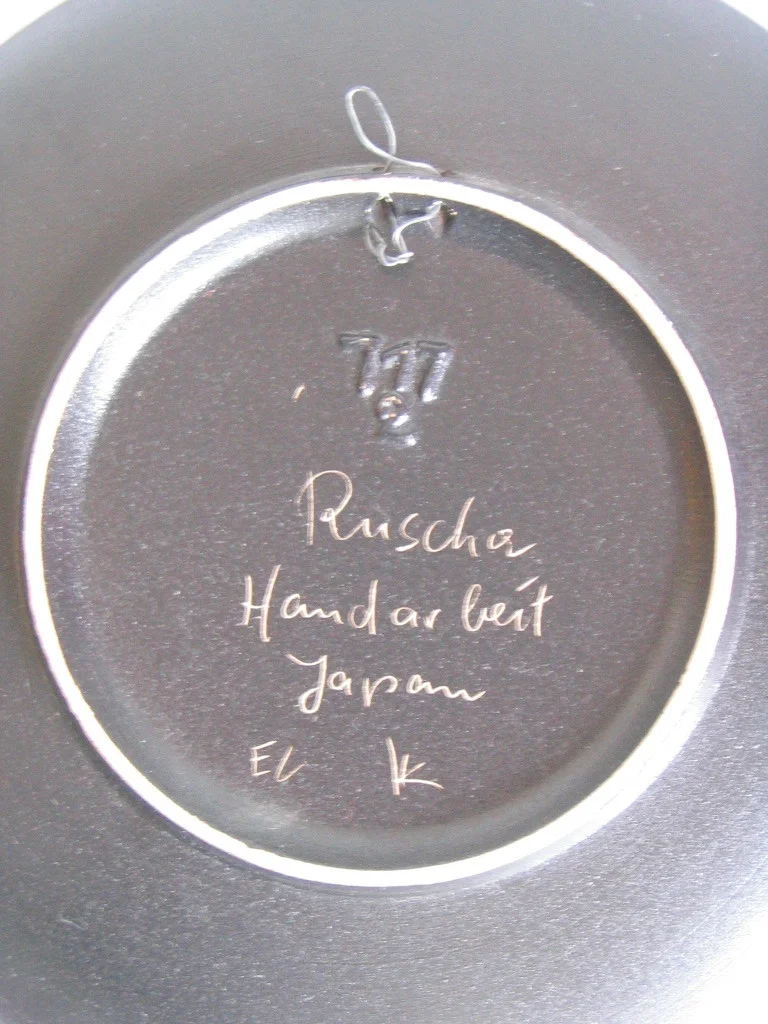 717
©
Ruscha
Handarbeit
Japan
EL K